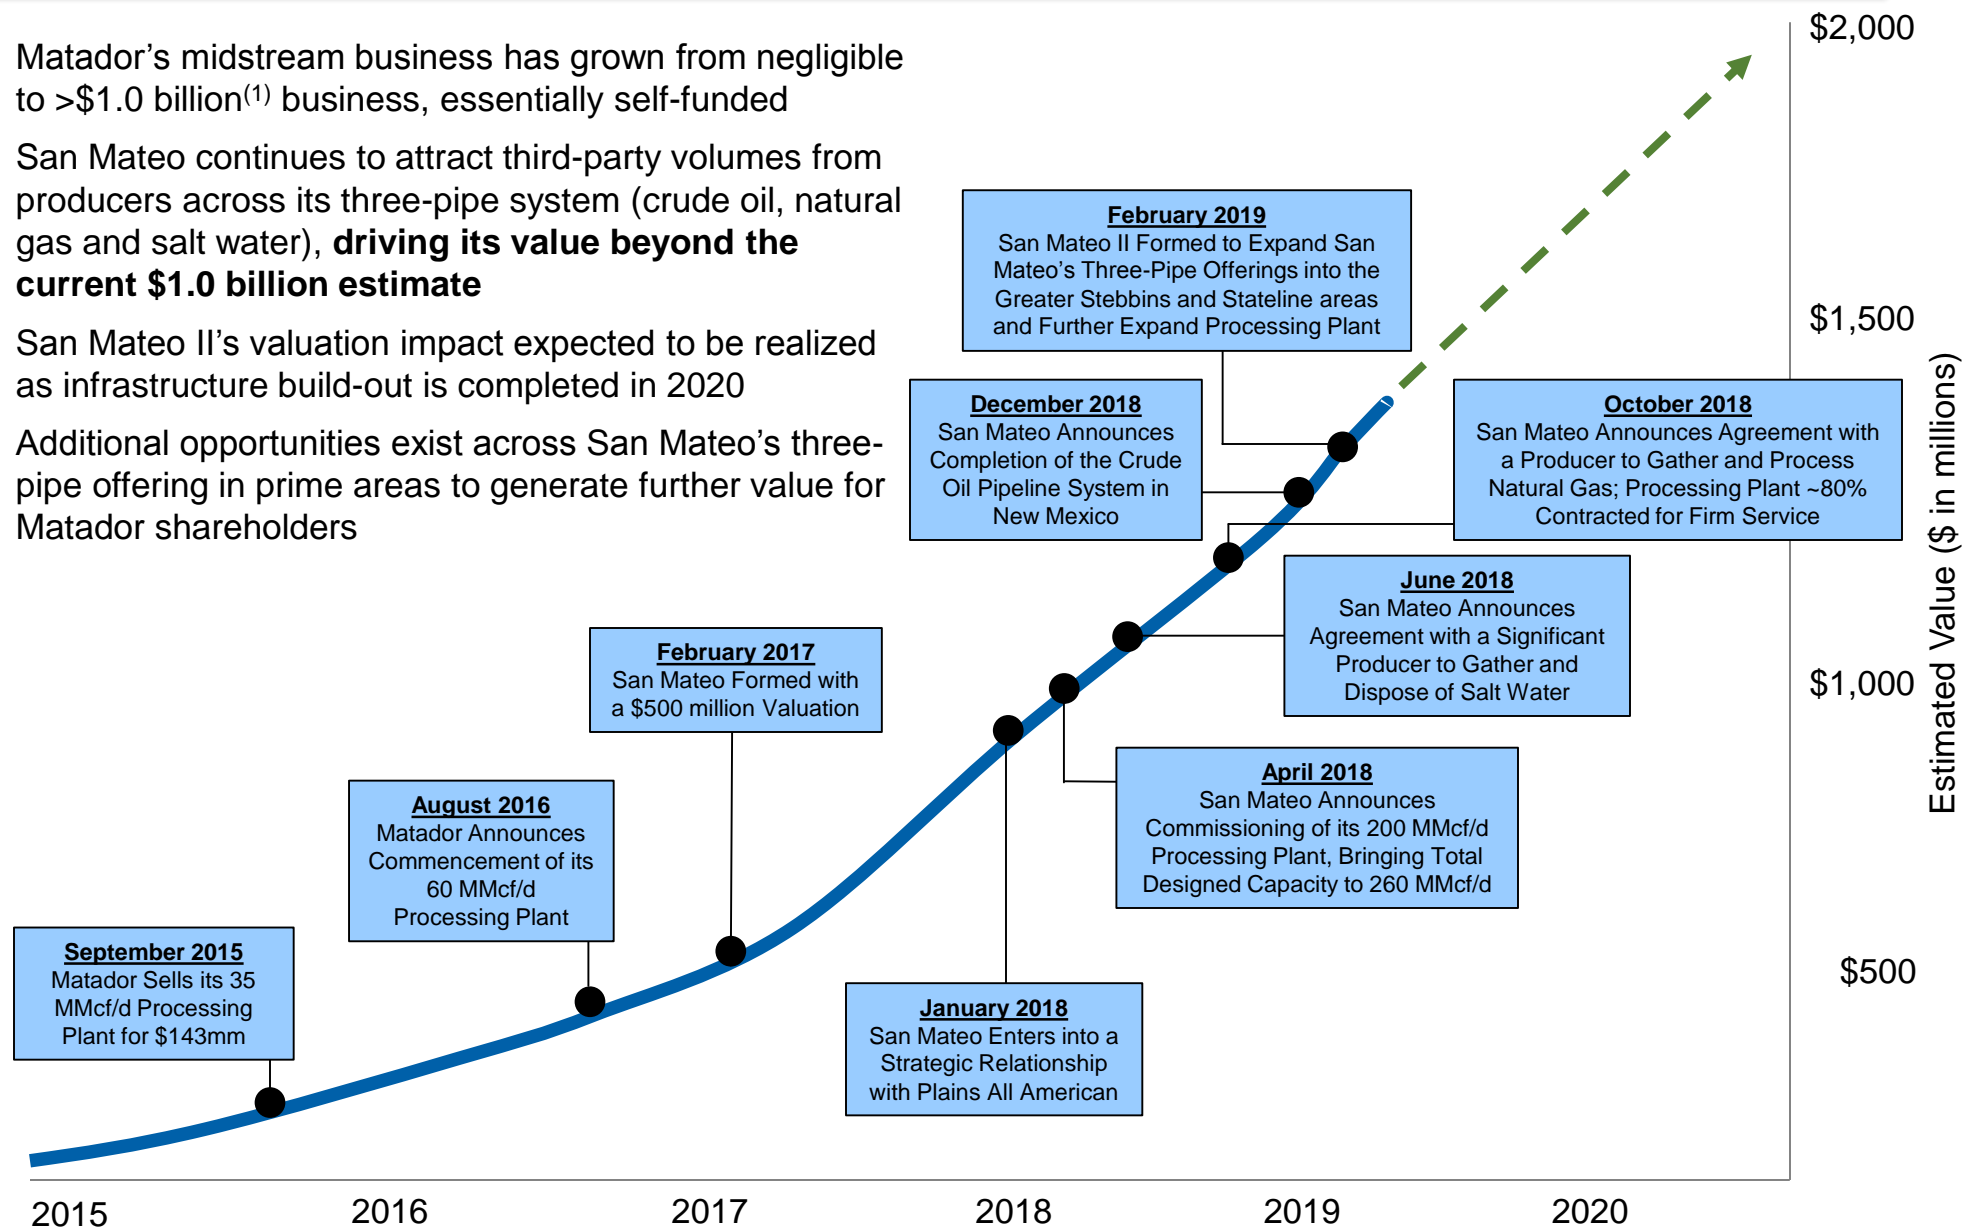 Matador’s midstream business has grown from negligible
to >$1.0 billion(1) business, essentially self-funded
San Mateo continues to attract third-party volumes from
producers across its three-pipe system (crude oil, natural
gas and salt water), driving its value beyond the
current $1.0 billion estimate
San Mateo II’s valuation impact expected to be realized
as infrastructure build-out is completed in 2020
Additional opportunities exist across San Mateo’s three-
pipe offering in prime areas to generate further value for
Matador shareholders
September 2015
Matador Sells its 35
MMcf/d Processing
Plant for $143mm
August 2016
Matador Announces
Commencement of its
60 MMcf/d
Processing Plant
February 2017
San Mateo Formed with
a $500 million Valuation
January 2018
San Mateo Enters into a
Strategic Relationship
with Plains All American
April 2018
San Mateo Announces
Commissioning of its 200 MMcf/d
Processing Plant, Bringing Total
Designed Capacity to 260 MMcf/d
June 2018
San Mateo Announces
Agreement with a Significant
Producer to Gather and
Dispose of Salt Water
October 2018
San Mateo Announces Agreement with
a Producer to Gather and Process
Natural Gas; Processing Plant ~80%
Contracted for Firm Service
December 2018
San Mateo Announces
Completion of the Crude
Oil Pipeline System in
New Mexico
February 2019
San Mateo II Formed to Expand San
Mateo’s Three-Pipe Offerings into the
Greater Stebbins and Stateline areas
and Further Expand Processing Plant
$2,000
$1,500
$1,000
$500
Estimated Value ($ in millions)
2015
2016
2017
2018
2019
2020